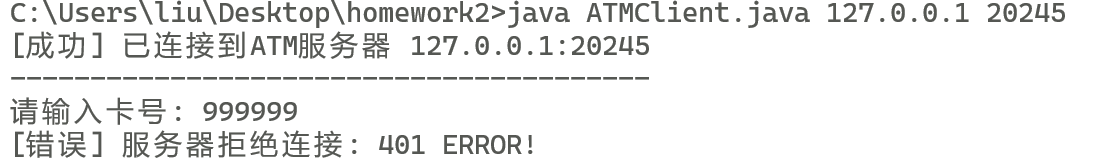 C:\Users\liu\Desktop\homework2>java ATMClient.java 127.0.0.1 20245
[成功] 已连接到ATM服务器 127.0.0.1:20245
----------------------------------------
请输入卡号: 999999
[错误] 服务器拒绝连接: 401 ERROR!